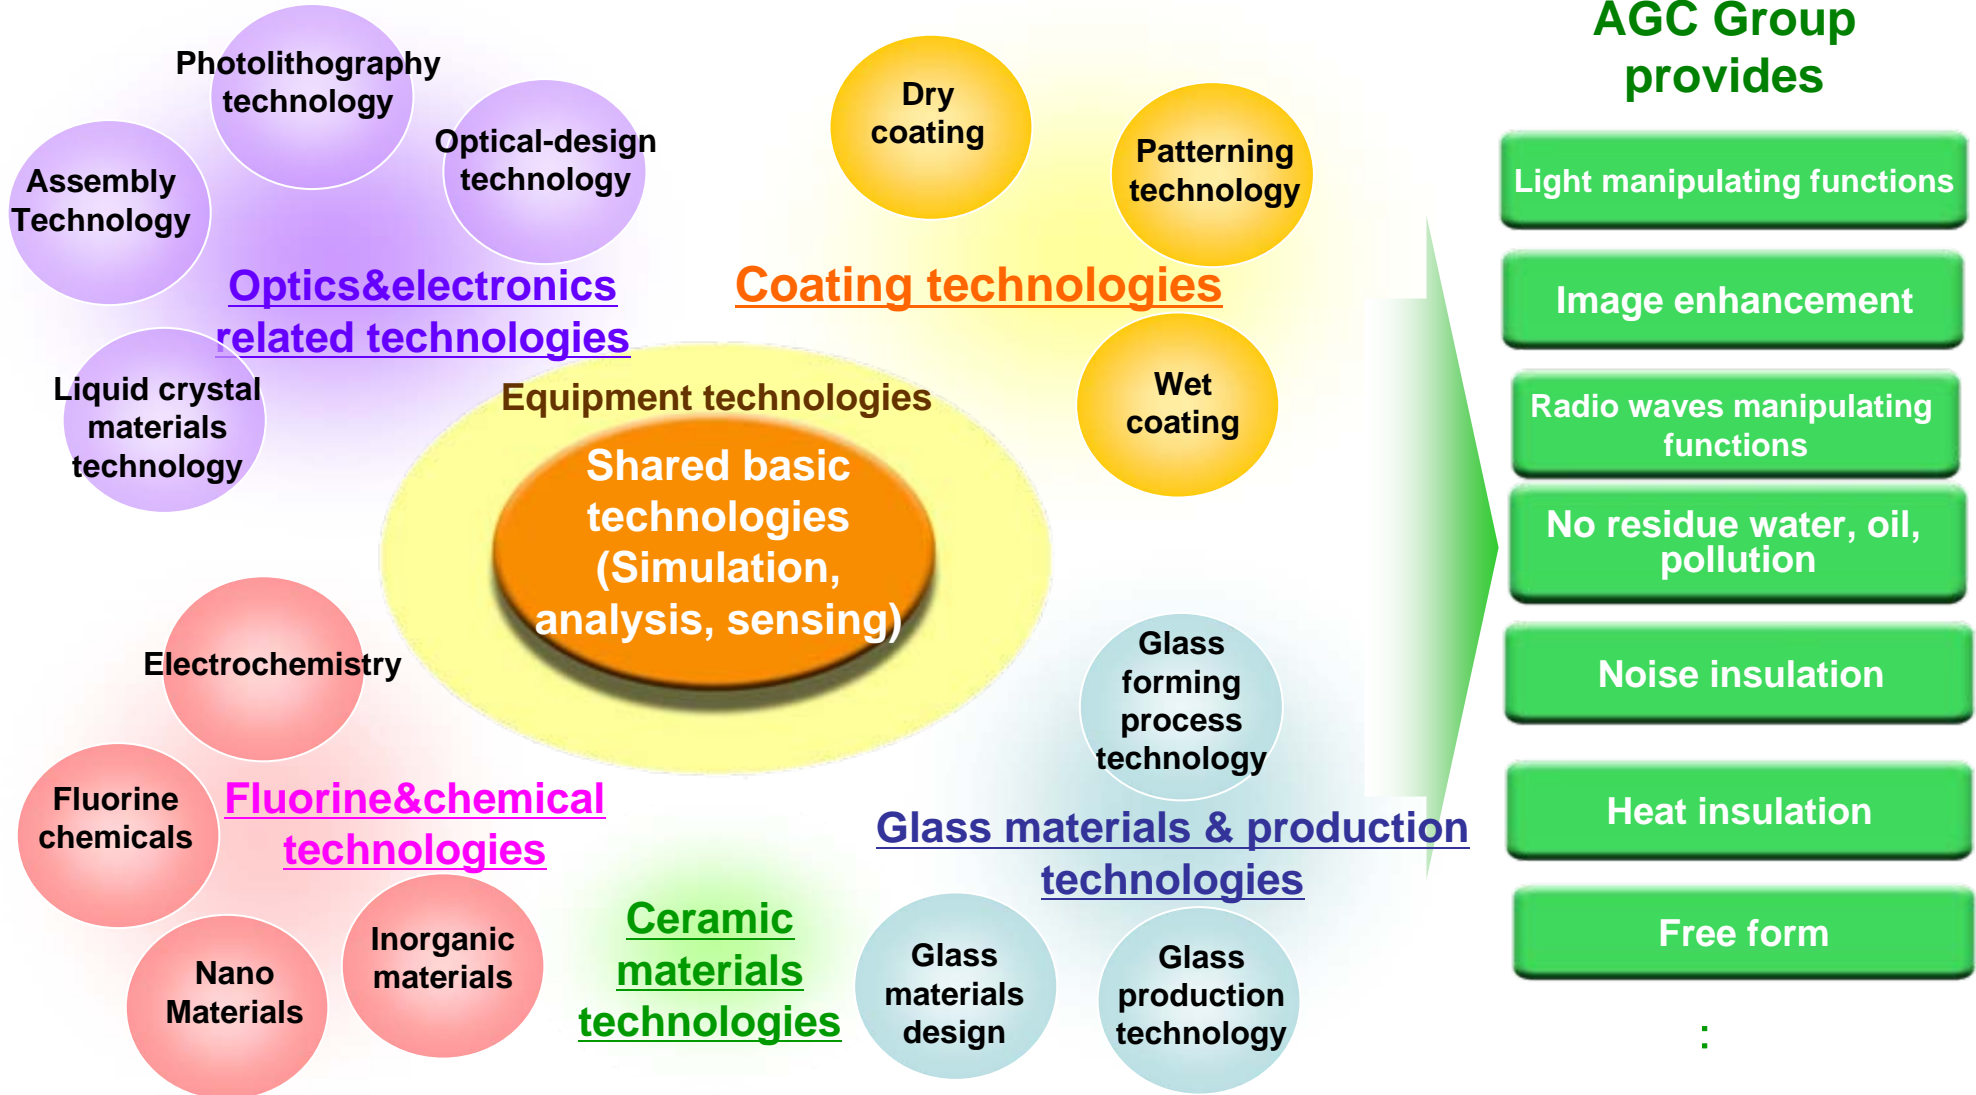 Photolithography
technology
Optical-design
technology
Assembly
Technology
Optics&electronics
related technologies
Liquid crystal
materials
technology
Dry
coating
Patterning
technology
Coating technologies
Wet
coating
Equipment technologies
Shared basic
technologies
(Simulation,
analysis, sensing)
Electrochemistry
Fluorine
chemicals
Fluorine&chemical
technologies
Nano
Materials
Inorganic
materials
Ceramic
materials
technologies
Glass
forming
process
technology
Glass materials & production
technologies
Glass
materials
design
Glass
production
technology
AGC Group
provides
Light manipulating functions
Image enhancement
Radio waves manipulating
functions
No residue water, oil,
pollution
Noise insulation
Heat insulation
Free form
: